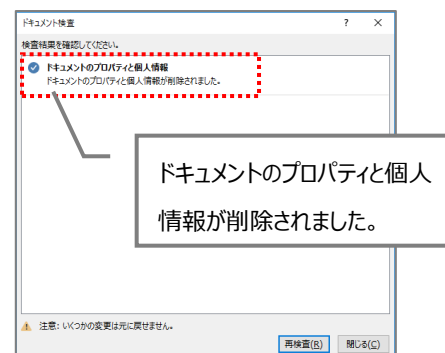 ドキュメント検査
? ×
検査結果を確認してください。
ドキュメントのプロパティと個人情報
ドキュメントのプロパティと個人情報が削除されました。
ドキュメントのプロパティと個人
情報が削除されました。
注意: いくつかの変更は元に戻せません。
再検査(R) 閉じる(C)